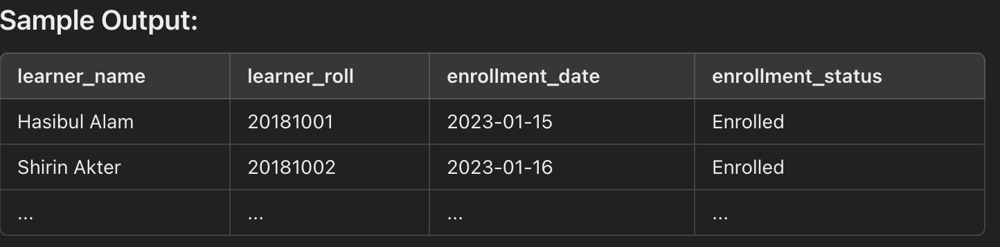 Sample Output:
learner_name learner_roll enrollment_date enrollment_status
Hasibul Alam 20181001 2023-01-15 Enrolled
Shirin Akter 20181002 2023-01-16 Enrolled
... ... ... ...